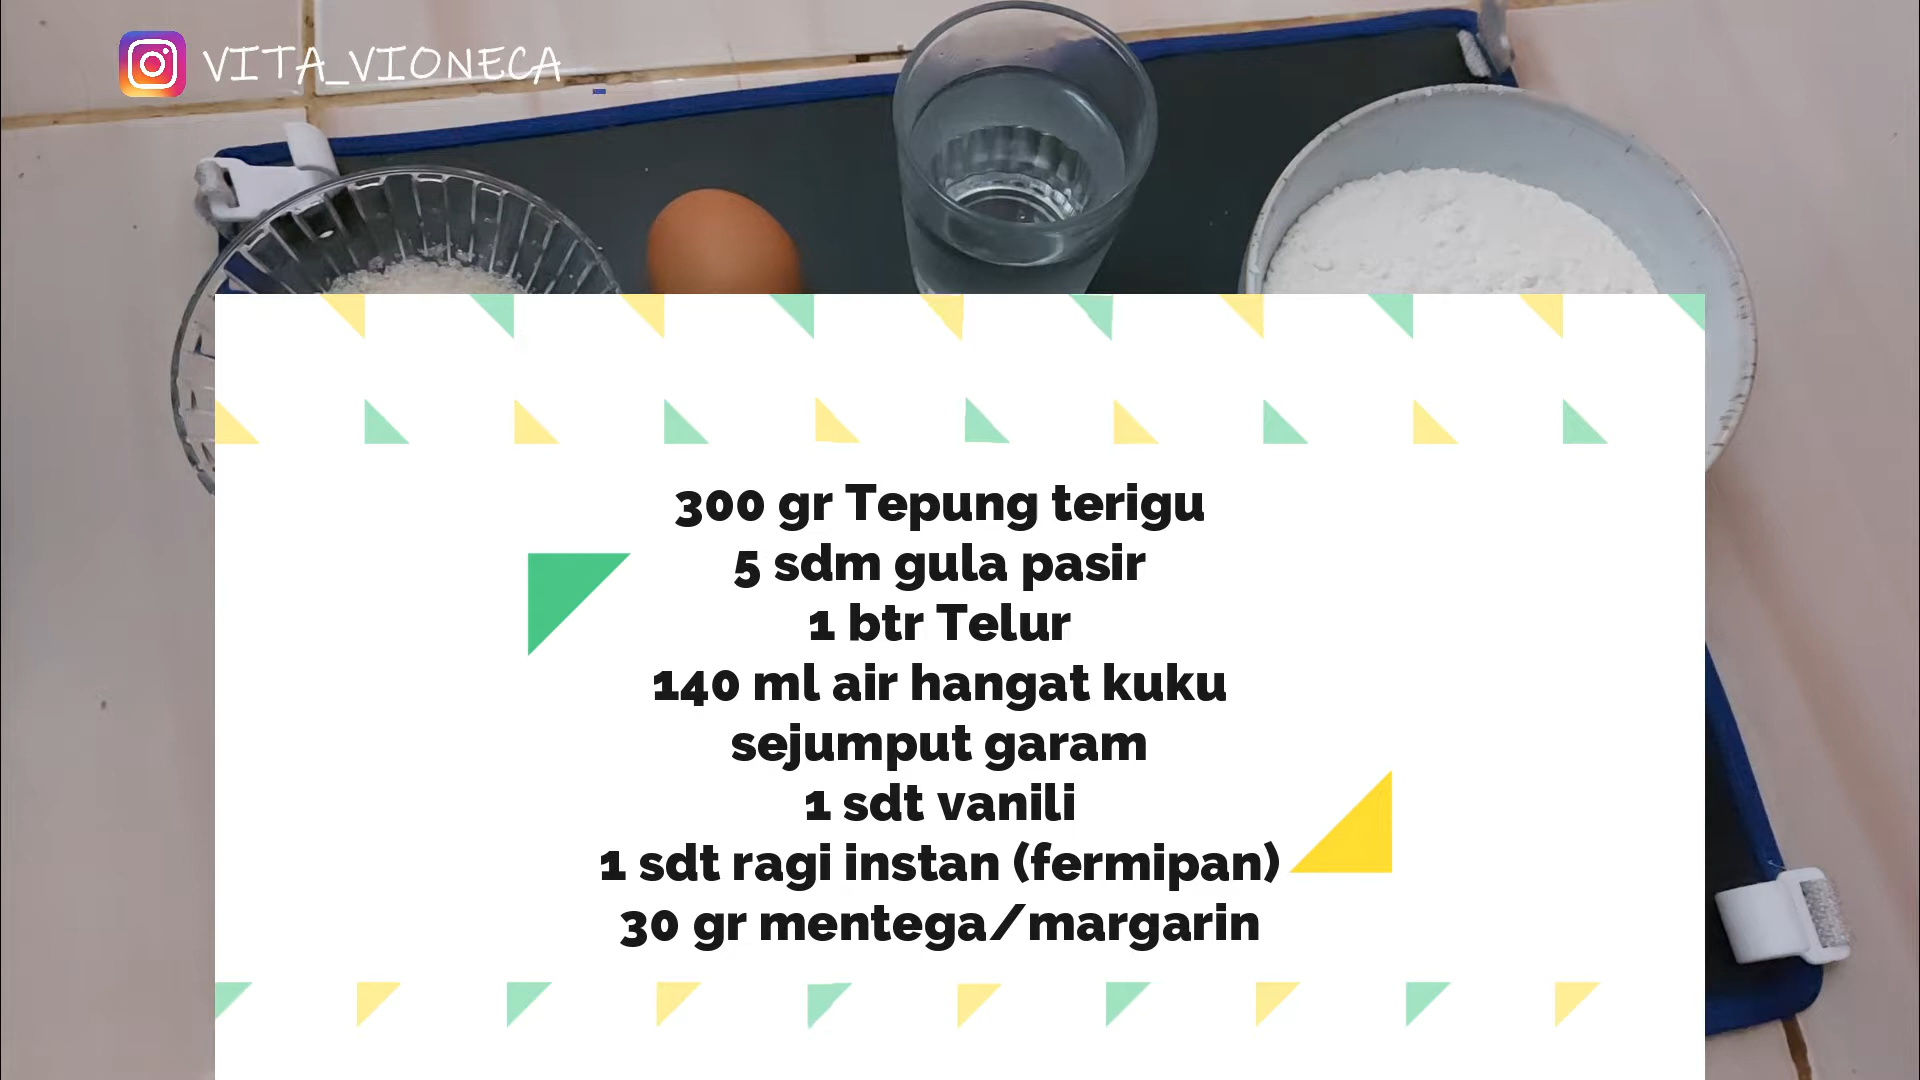 VITA_VIONECA
300 gr Tepung terigu
5 sdm gula pasir
1 btr Telur
140 ml air hangat kuku
sejumput garam
1 sdt vanili
1 sdt ragi instan (fermipan)
30 gr mentega/margarin